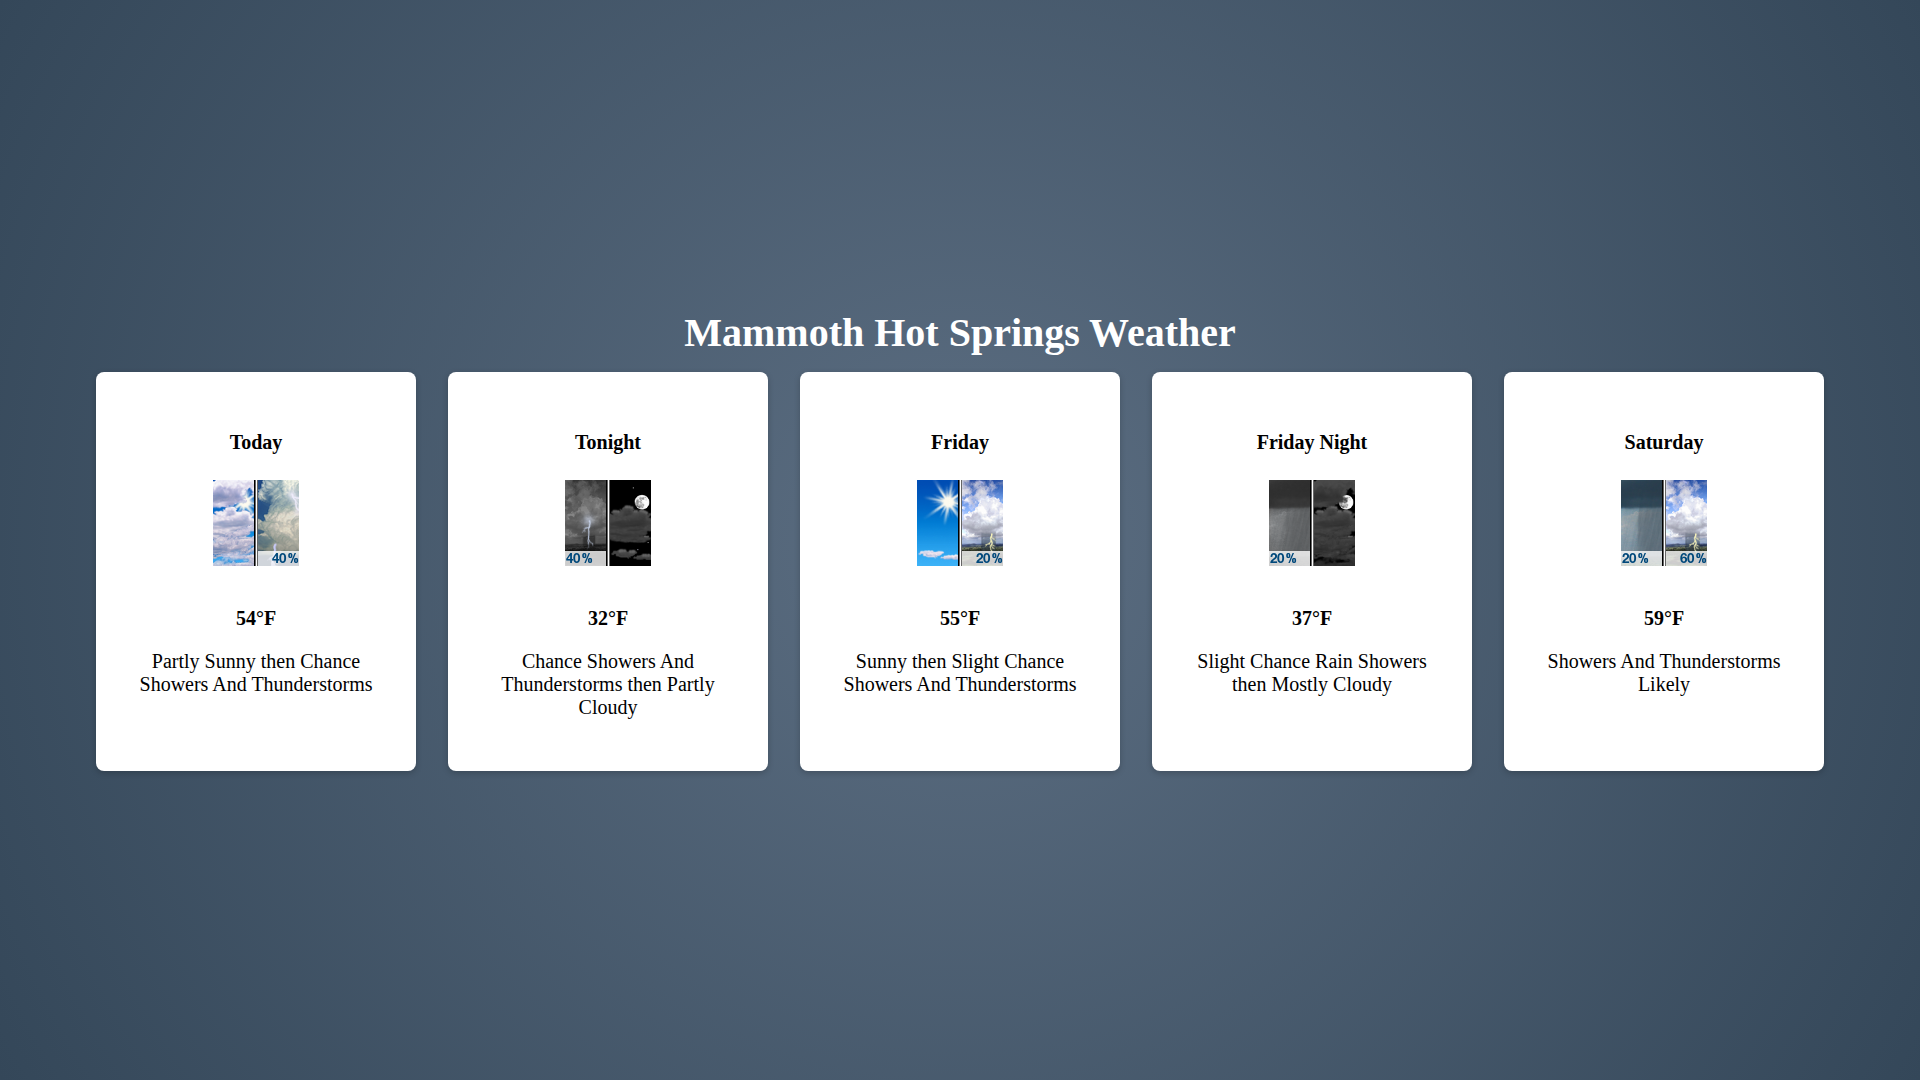 Mammoth Hot Springs Weather
Today
40%
54°F
Partly Sunny then Chance
Showers And Thunderstorms
Tonight
40%
32°F
Chance Showers And
Thunderstorms then Partly
Cloudy
Friday
20%
55°F
Sunny then Slight Chance
Showers And Thunderstorms
Friday Night
20%
37°F
Slight Chance Rain Showers
then Mostly Cloudy
Saturday
20% 60%
59°F
Showers And Thunderstorms
Likely